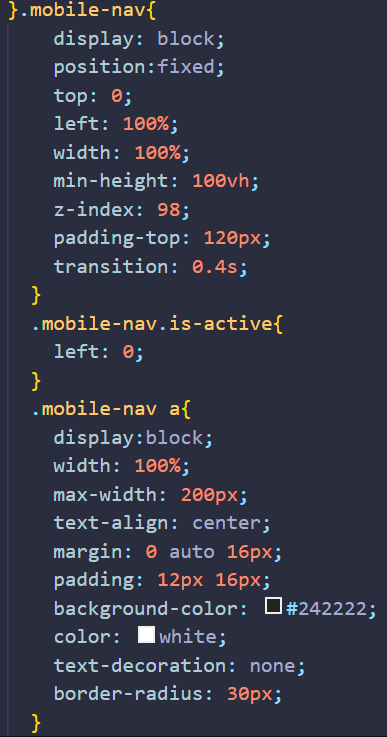 }.mobile-nav{
display: block;
position:fixed;
top: 0;
left: 100%;
width: 100%;
min-height: 100vh;
z-index: 98;
padding-top: 120px;
transition: 0.4s;
}
.mobile-nav.is-active{
left: 0;
}
.mobile-nav a{
display:block;
width: 100%;
max-width: 200px;
text-align: center;
margin: 0 auto 16px;
padding: 12px 16px;
background-color: #242222;
color: white;
text-decoration: none;
border-radius: 30px;
}